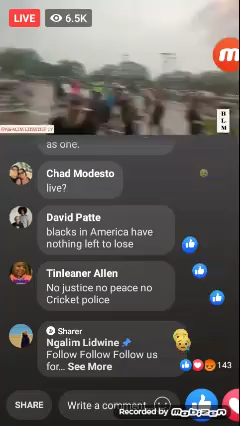 LIVE
6.5K
m
BLM
as one.
Chad Modesto
live?
David Patte
blacks in America have
nothing left to lose
Tinleaner Allen
No justice no peace no
Cricket police
Sharer
Ngalim Lidwine
Follow Follow Follow us
for... See More
143
SHARE
Write a comment...
Recorded by Mobizen